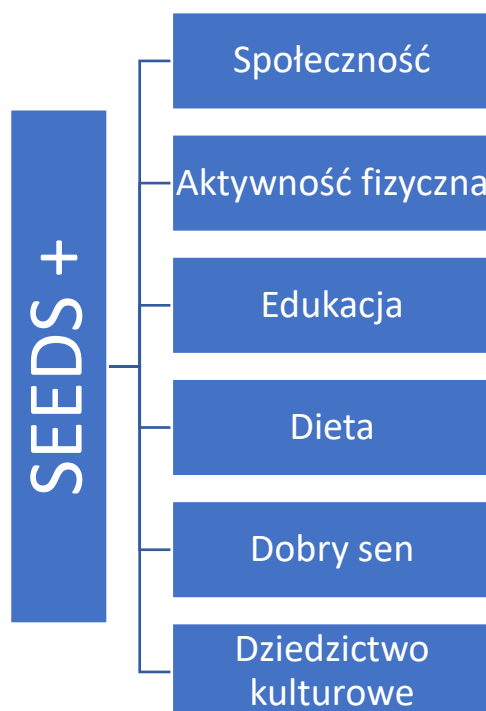 SEEDS +
Społeczność
Aktywność fizyczna
Edukacja
Dieta
Dobry sen
Dziedzictwo
kulturowe